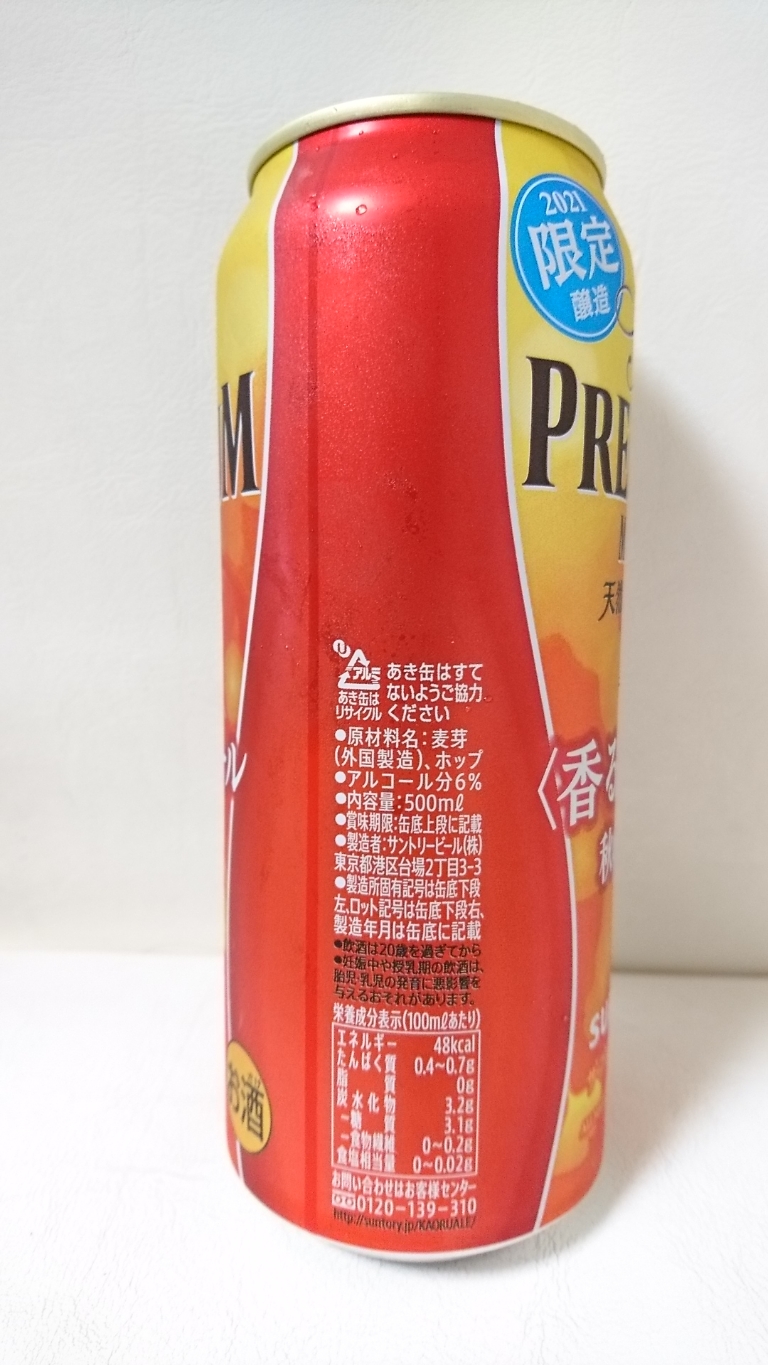 2021
限定
醸造
PRE
天然
〈香る
秋
SU
M
ール
お酒
アルミ
あき缶は
リサイクル
あき缶はすて
ないようご協力
ください
●原材料名：麦芽
(外国製造)、ホップ
●アルコール分6%
●内容量：500mℓ
●賞味期限：缶底上段に記載
●製造者：サントリービール(株)
東京都港区台場2丁目3-3
●製造所固有記号は缶底下段
左、ロット記号は缶底下段右、
製造年月は缶底に記載
●飲酒は20歳を過ぎてから
●妊娠中や授乳期の飲酒は、
胎児・乳児の発育に悪影響を
与えるおそれがあります。
栄養成分表示(100mℓあたり)
エネルギー 48kcal
たんぱく質 0.4~0.7g
脂質 0g
炭水化物 3.2g
－糖質 3.1g
－食物繊維 0~0.2g
食塩相当量 0~0.02g
お問い合わせはお客様センター
0120-139-310
http://suntory.jp/KAORUALE/